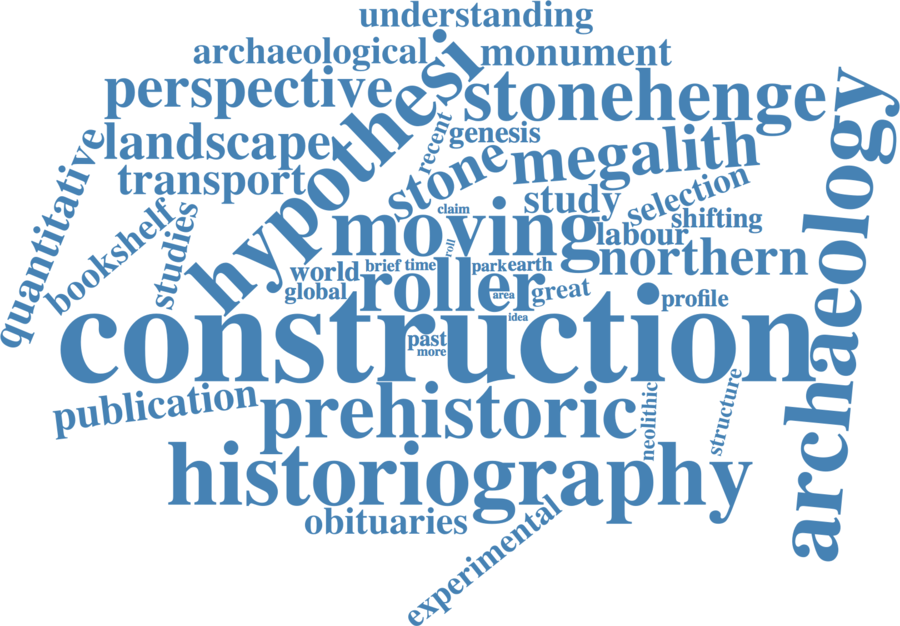 understanding
archaeological
monument
perspective
hypothesi
stonehenge
archaeology
landscape
recent
genesis
quantitative
transport
stone
megalith
bookshelf
studies
study
selection
claim
moving
shifting
labour
roll
northern
world
brief
time
park
earth
global
roller
area
great
profile
idea
construction
past
more
publication
prehistoric
neolithic
structure
historiography
obituaries
experimental